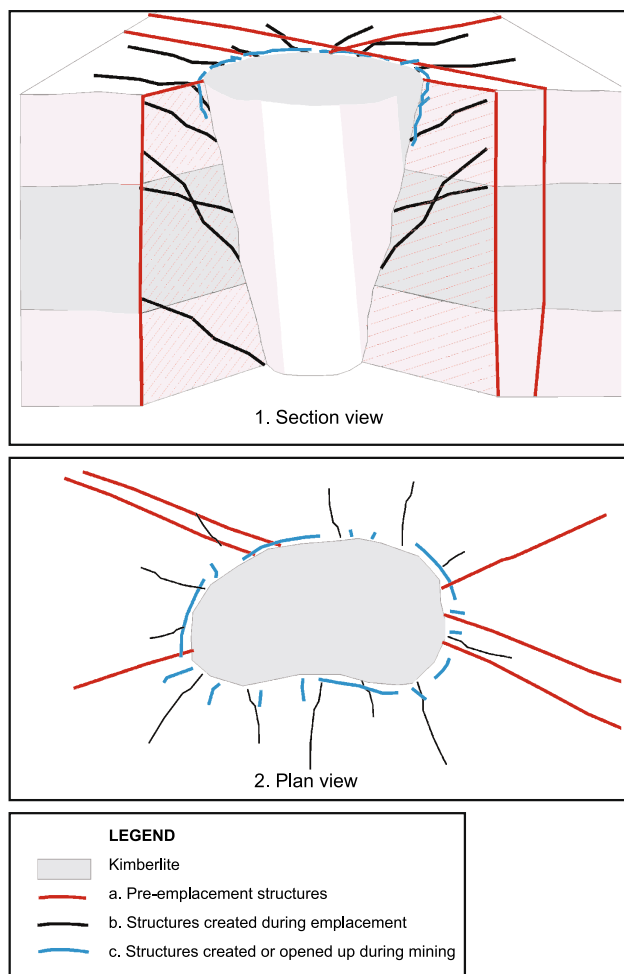 1. Section view
2. Plan view
LEGEND
Kimberlite
a. Pre-emplacement structures
b. Structures created during emplacement
c. Structures created or opened up during mining